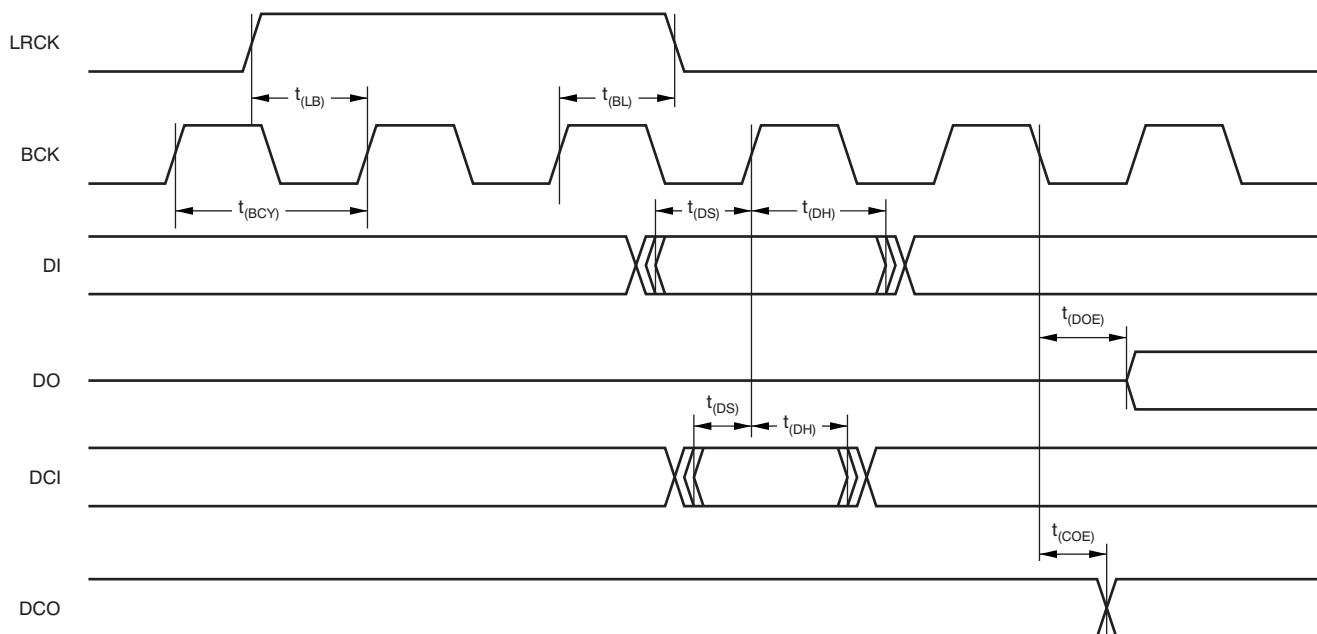 LRCK
t(LB)
t(BL)
BCK
t(BCY)
t(DS)
t(DH)
DI
t(DOE)
DO
t(DS)
t(DH)
DCI
t(COE)
DCO